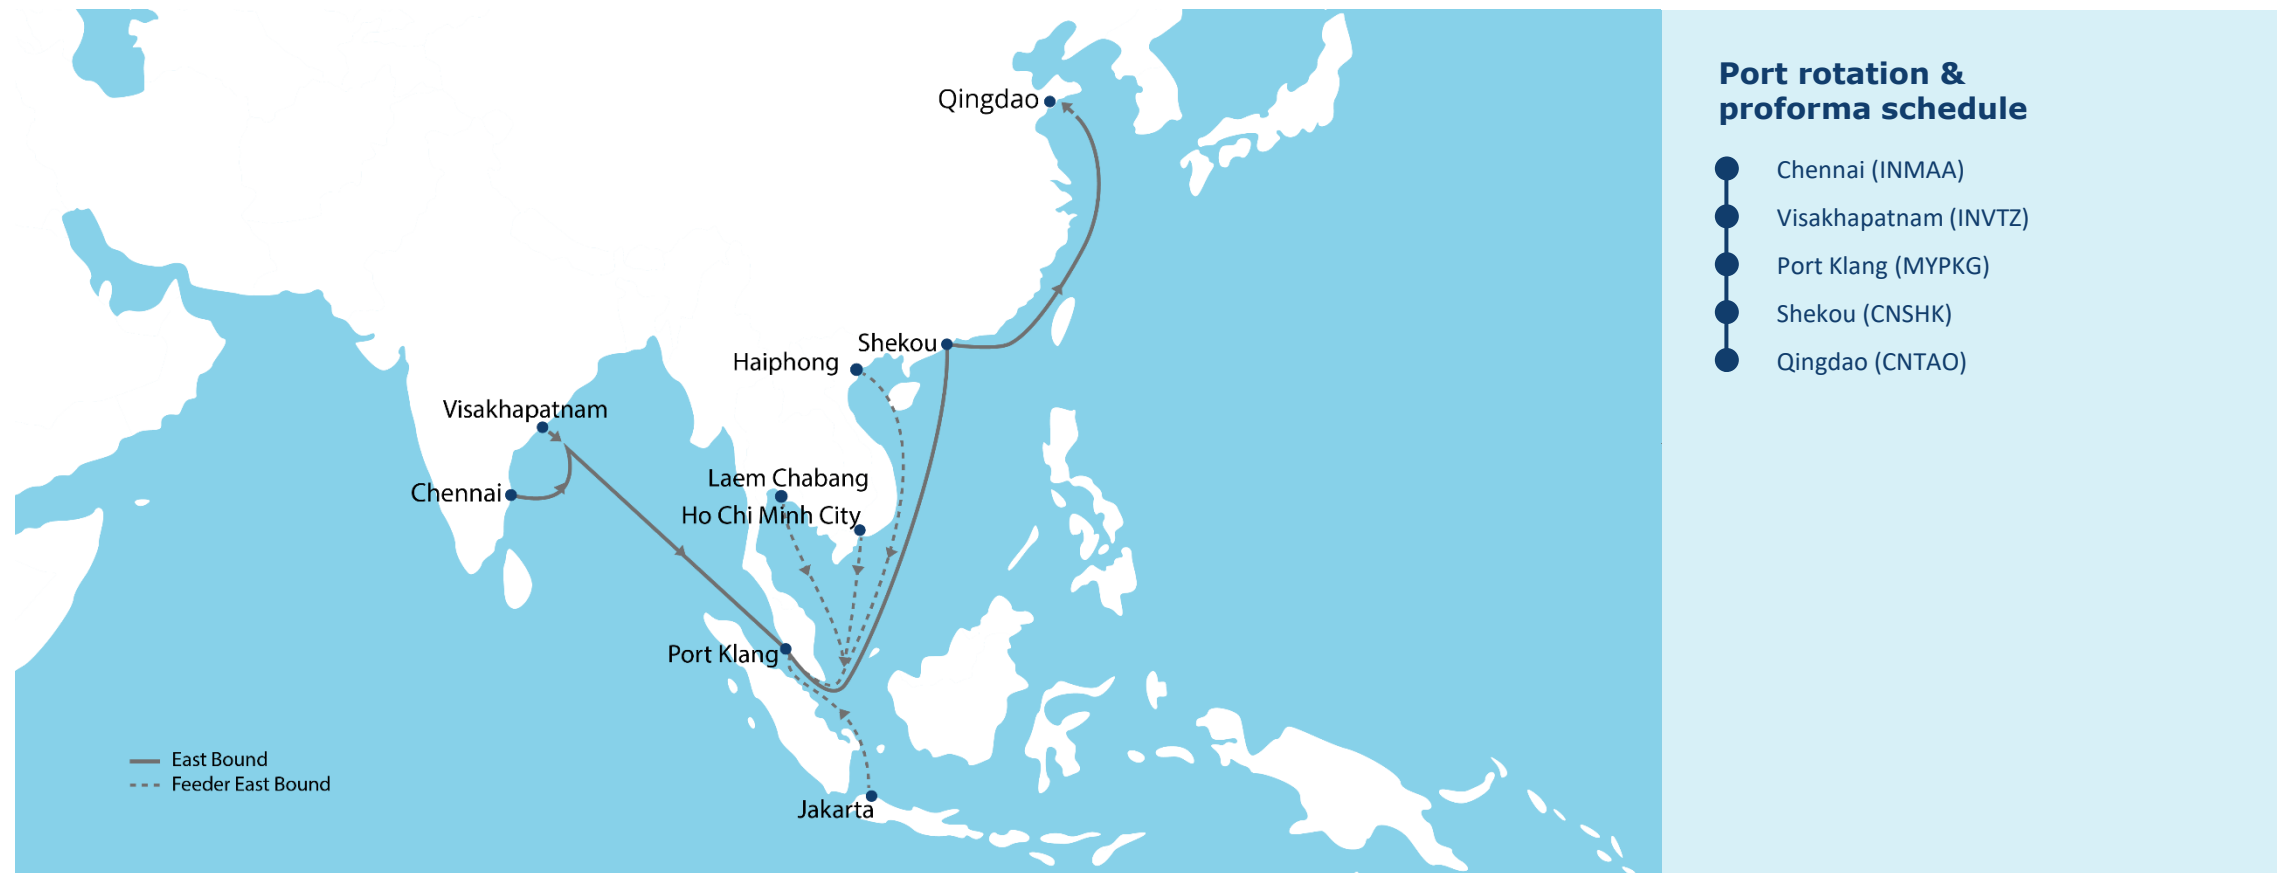 Qingdao
Shekou
Haiphong
Visakhapatnam
Laem Chabang
Chennai
Ho Chi Minh City
Port Klang
East Bound
Feeder East Bound
Jakarta
Port rotation &
proforma schedule
Chennai (INMAA)
Visakhapatnam (INVTZ)
Port Klang (MYPKG)
Shekou (CNSHK)
Qingdao (CNTAO)